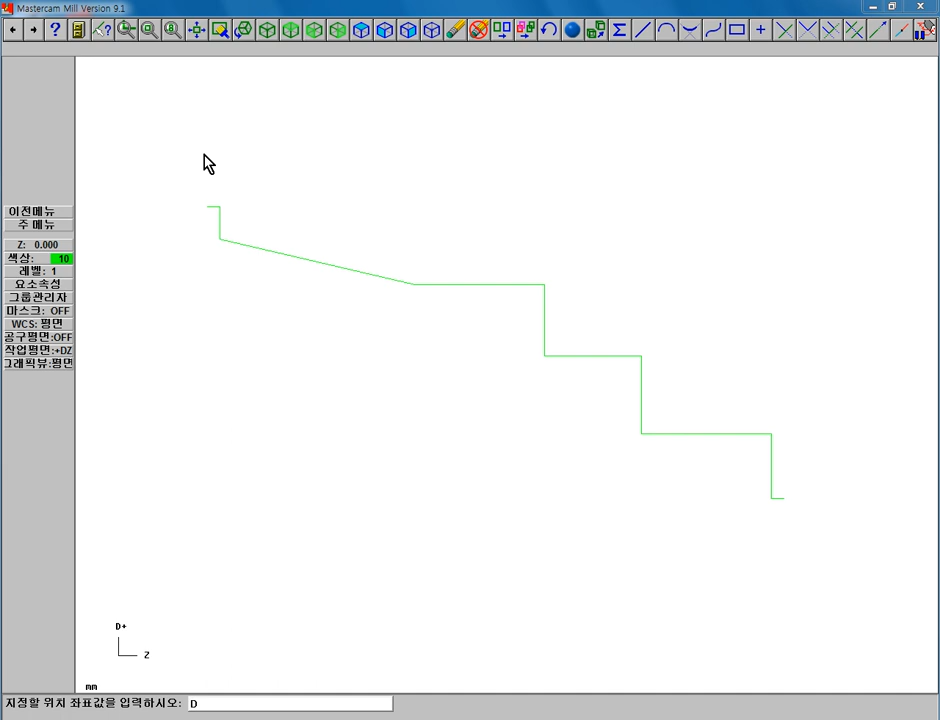 Mastercam Mill Version 9.1
이전메뉴
주 메뉴
Z: 0.000
색상: 10
레벨: 1
요소속성
그룹관리자
마스크: OFF
WCS: 평면
공구평면:OFF
작업평면:+DZ
그래픽뷰:평면
D+
Z
mm
지정할 위치 좌표값을 입력하시오: D